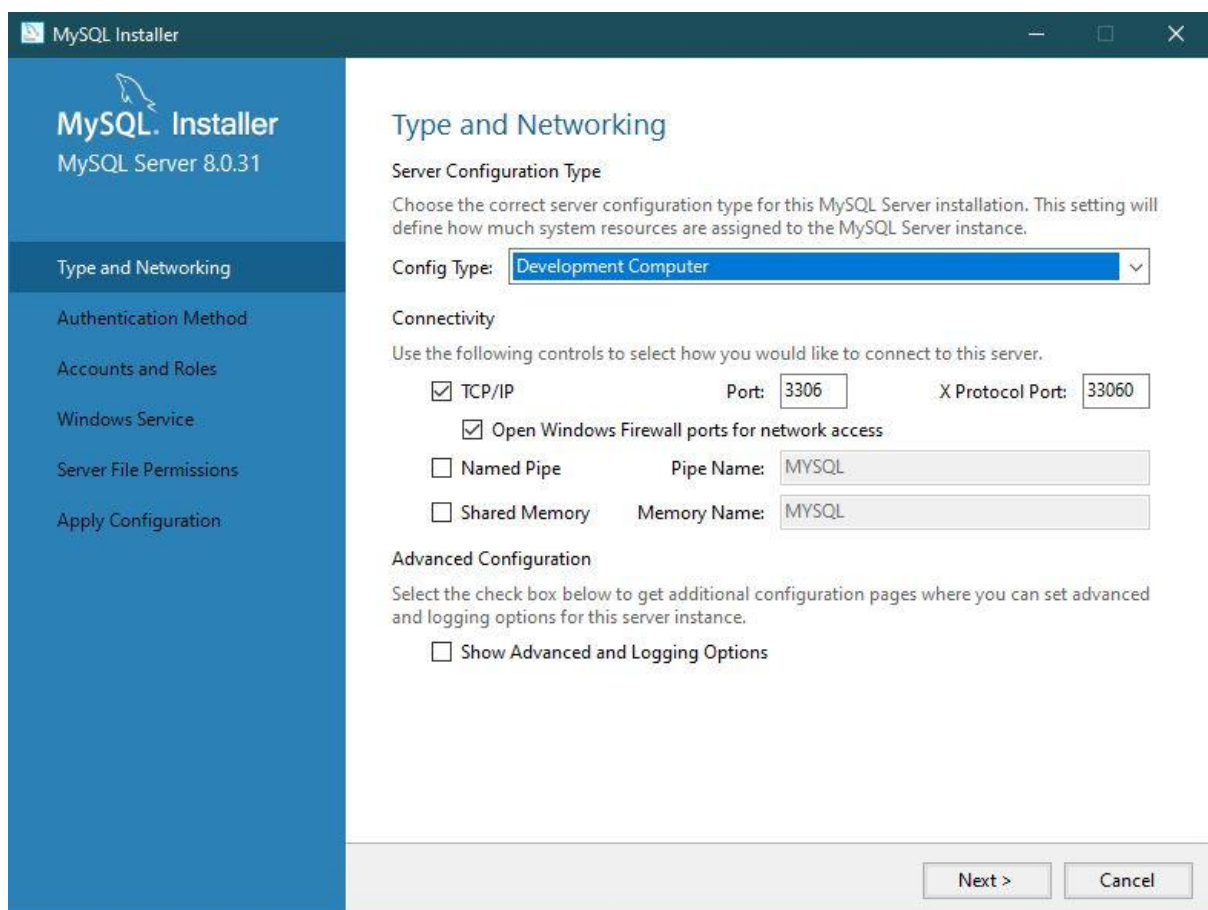 MySQL Installer
MySQL. Installer
MySQL Server 8.0.31
Type and Networking
Authentication Method
Accounts and Roles
Windows Service
Server File Permissions
Apply Configuration
Type and Networking
Server Configuration Type
Choose the correct server configuration type for this MySQL Server installation. This setting will
define how much system resources are assigned to the MySQL Server instance.
Config Type: Development Computer
Connectivity
Use the following controls to select how you would like to connect to this server.
TCP/IP Port: 3306 X Protocol Port: 33060
Open Windows Firewall ports for network access
Named Pipe Pipe Name: MYSQL
Shared Memory Memory Name: MYSQL
Advanced Configuration
Select the check box below to get additional configuration pages where you can set advanced
and logging options for this server instance.
Show Advanced and Logging Options
Next > Cancel